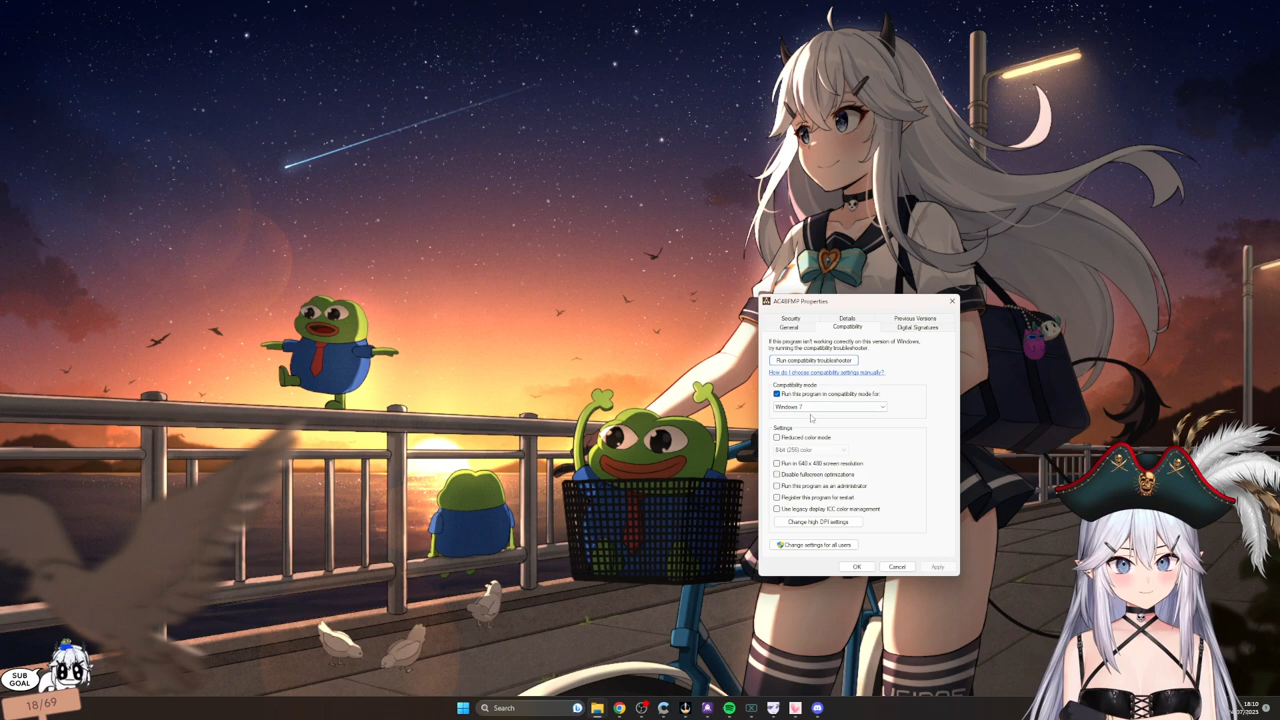 AC4BFMP Properties
Security
Details
Previous Versions
General
Compatibility
Digital Signatures
If this program isn't working correctly on this version of Windows,
try running the compatibility troubleshooter.
Run compatibility troubleshooter
How do I choose compatibility settings manually?
Compatibility mode
Run this program in compatibility mode for:
Windows 7
Settings
Reduced color mode
8-bit (256) color
Run in 640 x 480 screen resolution
Disable fullscreen optimizations
Run this program as an administrator
Register this program for restart
Use legacy display ICC color management
Change high DPI settings
Change settings for all users
OK
Cancel
Apply
SUB
GOAL
18/69
Search
18:10